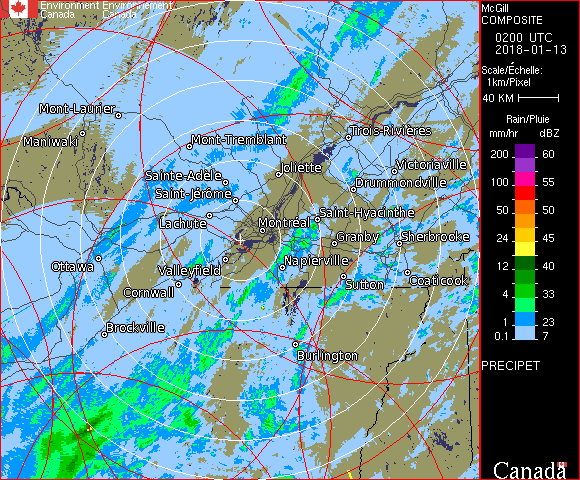 Environment Environnement
Canada Canada
McGill
COMPOSITE
0200 UTC
2018-01-13
Scale/Échelle:
1km/Pixel
40 KM
Rain/Pluie
mm/hr dBZ
200 60
100 55
50 50
24 45
12 40
4 33
1 23
0.1 7
PRECIPET
Mont-Laurier
Maniwaki
Mont-Tremblant
Trois-Rivières
Joliette
Victoriaville
Sainte-Adèle
Drummondville
Saint-Jérôme
Saint-Hyacinthe
Lachute
Montréal
Granby
Sherbrooke
Ottawa
Valleyfield
Napierville
Cornwall
Sutton
Coaticook
Brockville
Burlington
Canada